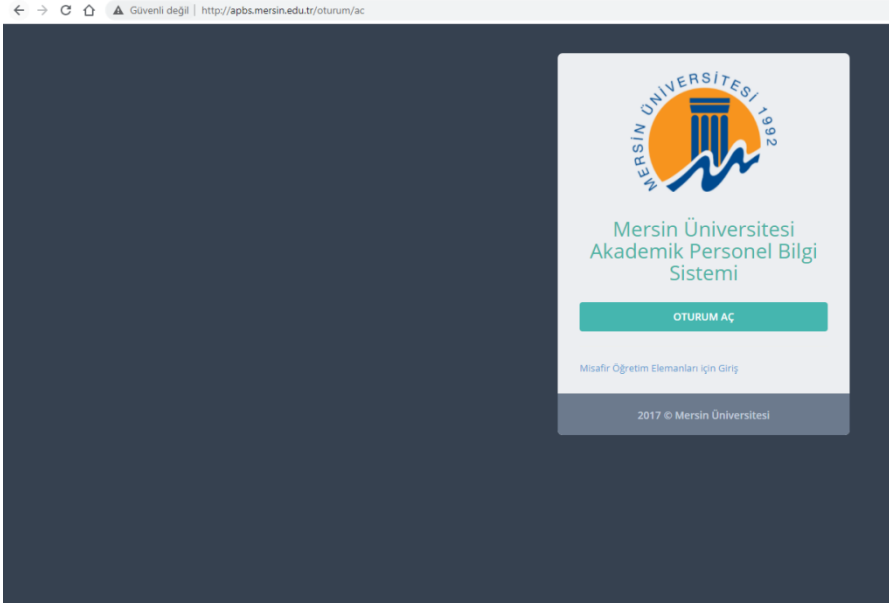 Güvenli değil | http://apbs.mersin.edu.tr/oturum/ac
MERSİN ÜNİVERSİTESİ 1992
Mersin Üniversitesi
Akademik Personel Bilgi
Sistemi
OTURUM AÇ
Misafir Öğretim Elemanları için Giriş
2017 © Mersin Üniversitesi